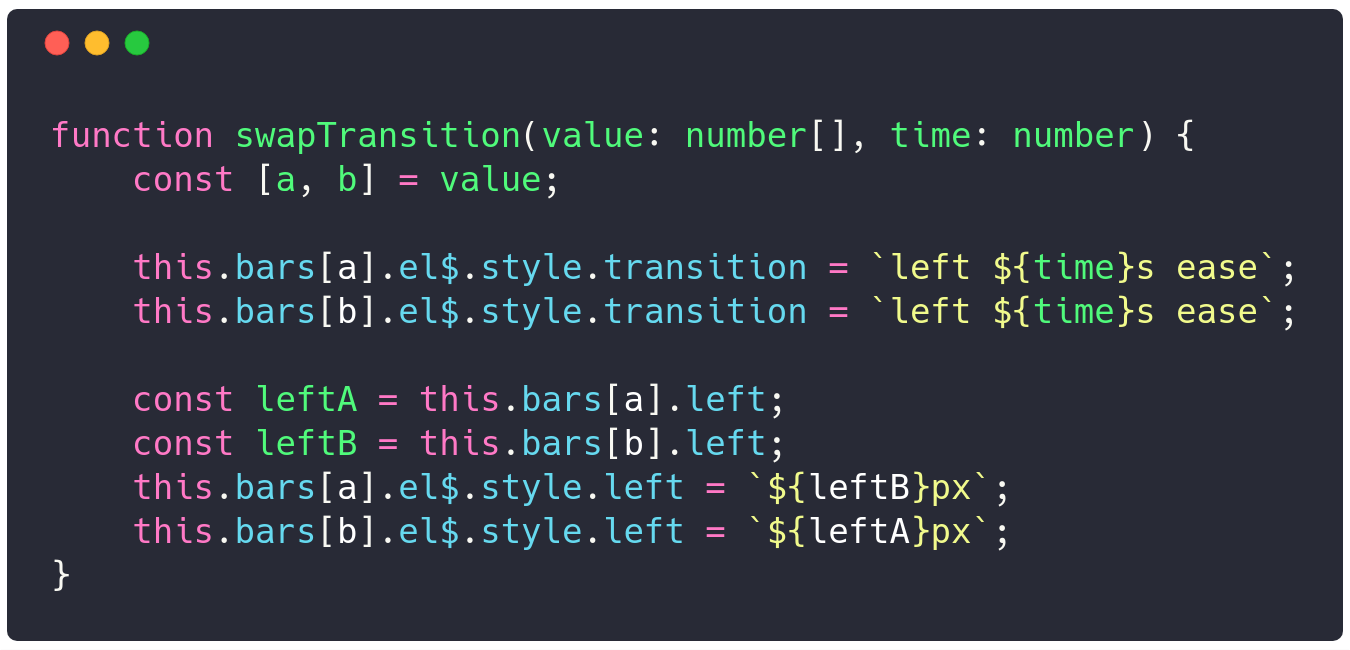 function swapTransition(value: number[], time: number) {
    const [a, b] = value;

    this.bars[a].el$.style.transition = `left ${time}s ease`;
    this.bars[b].el$.style.transition = `left ${time}s ease`;

    const leftA = this.bars[a].left;
    const leftB = this.bars[b].left;
    this.bars[a].el$.style.left = `${leftB}px`;
    this.bars[b].el$.style.left = `${leftA}px`;
}